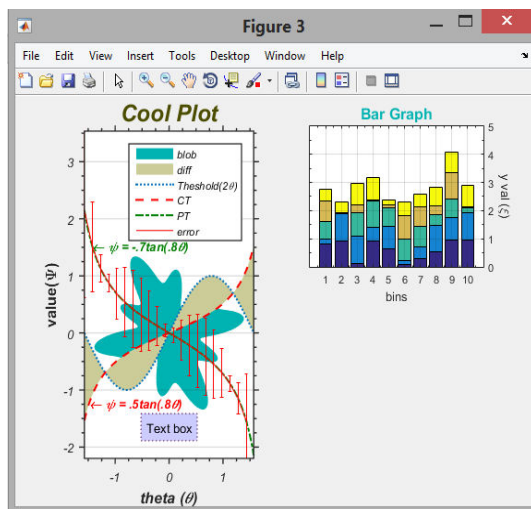 Figure 3
File Edit View Insert Tools Desktop Window Help
Cool Plot
3
2
1
0
-1
-2
-1 0 1
value(Ψ)
theta (θ)
blob
diff
Theshold(2θ)
CT
PT
error
← ψ = -.7tan(.8θ)
← ψ = .5tan(.8θ)
Text box
Bar Graph
5
4
3
2
1
0
y val (ξ)
1 2 3 4 5 6 7 8 9 10
bins